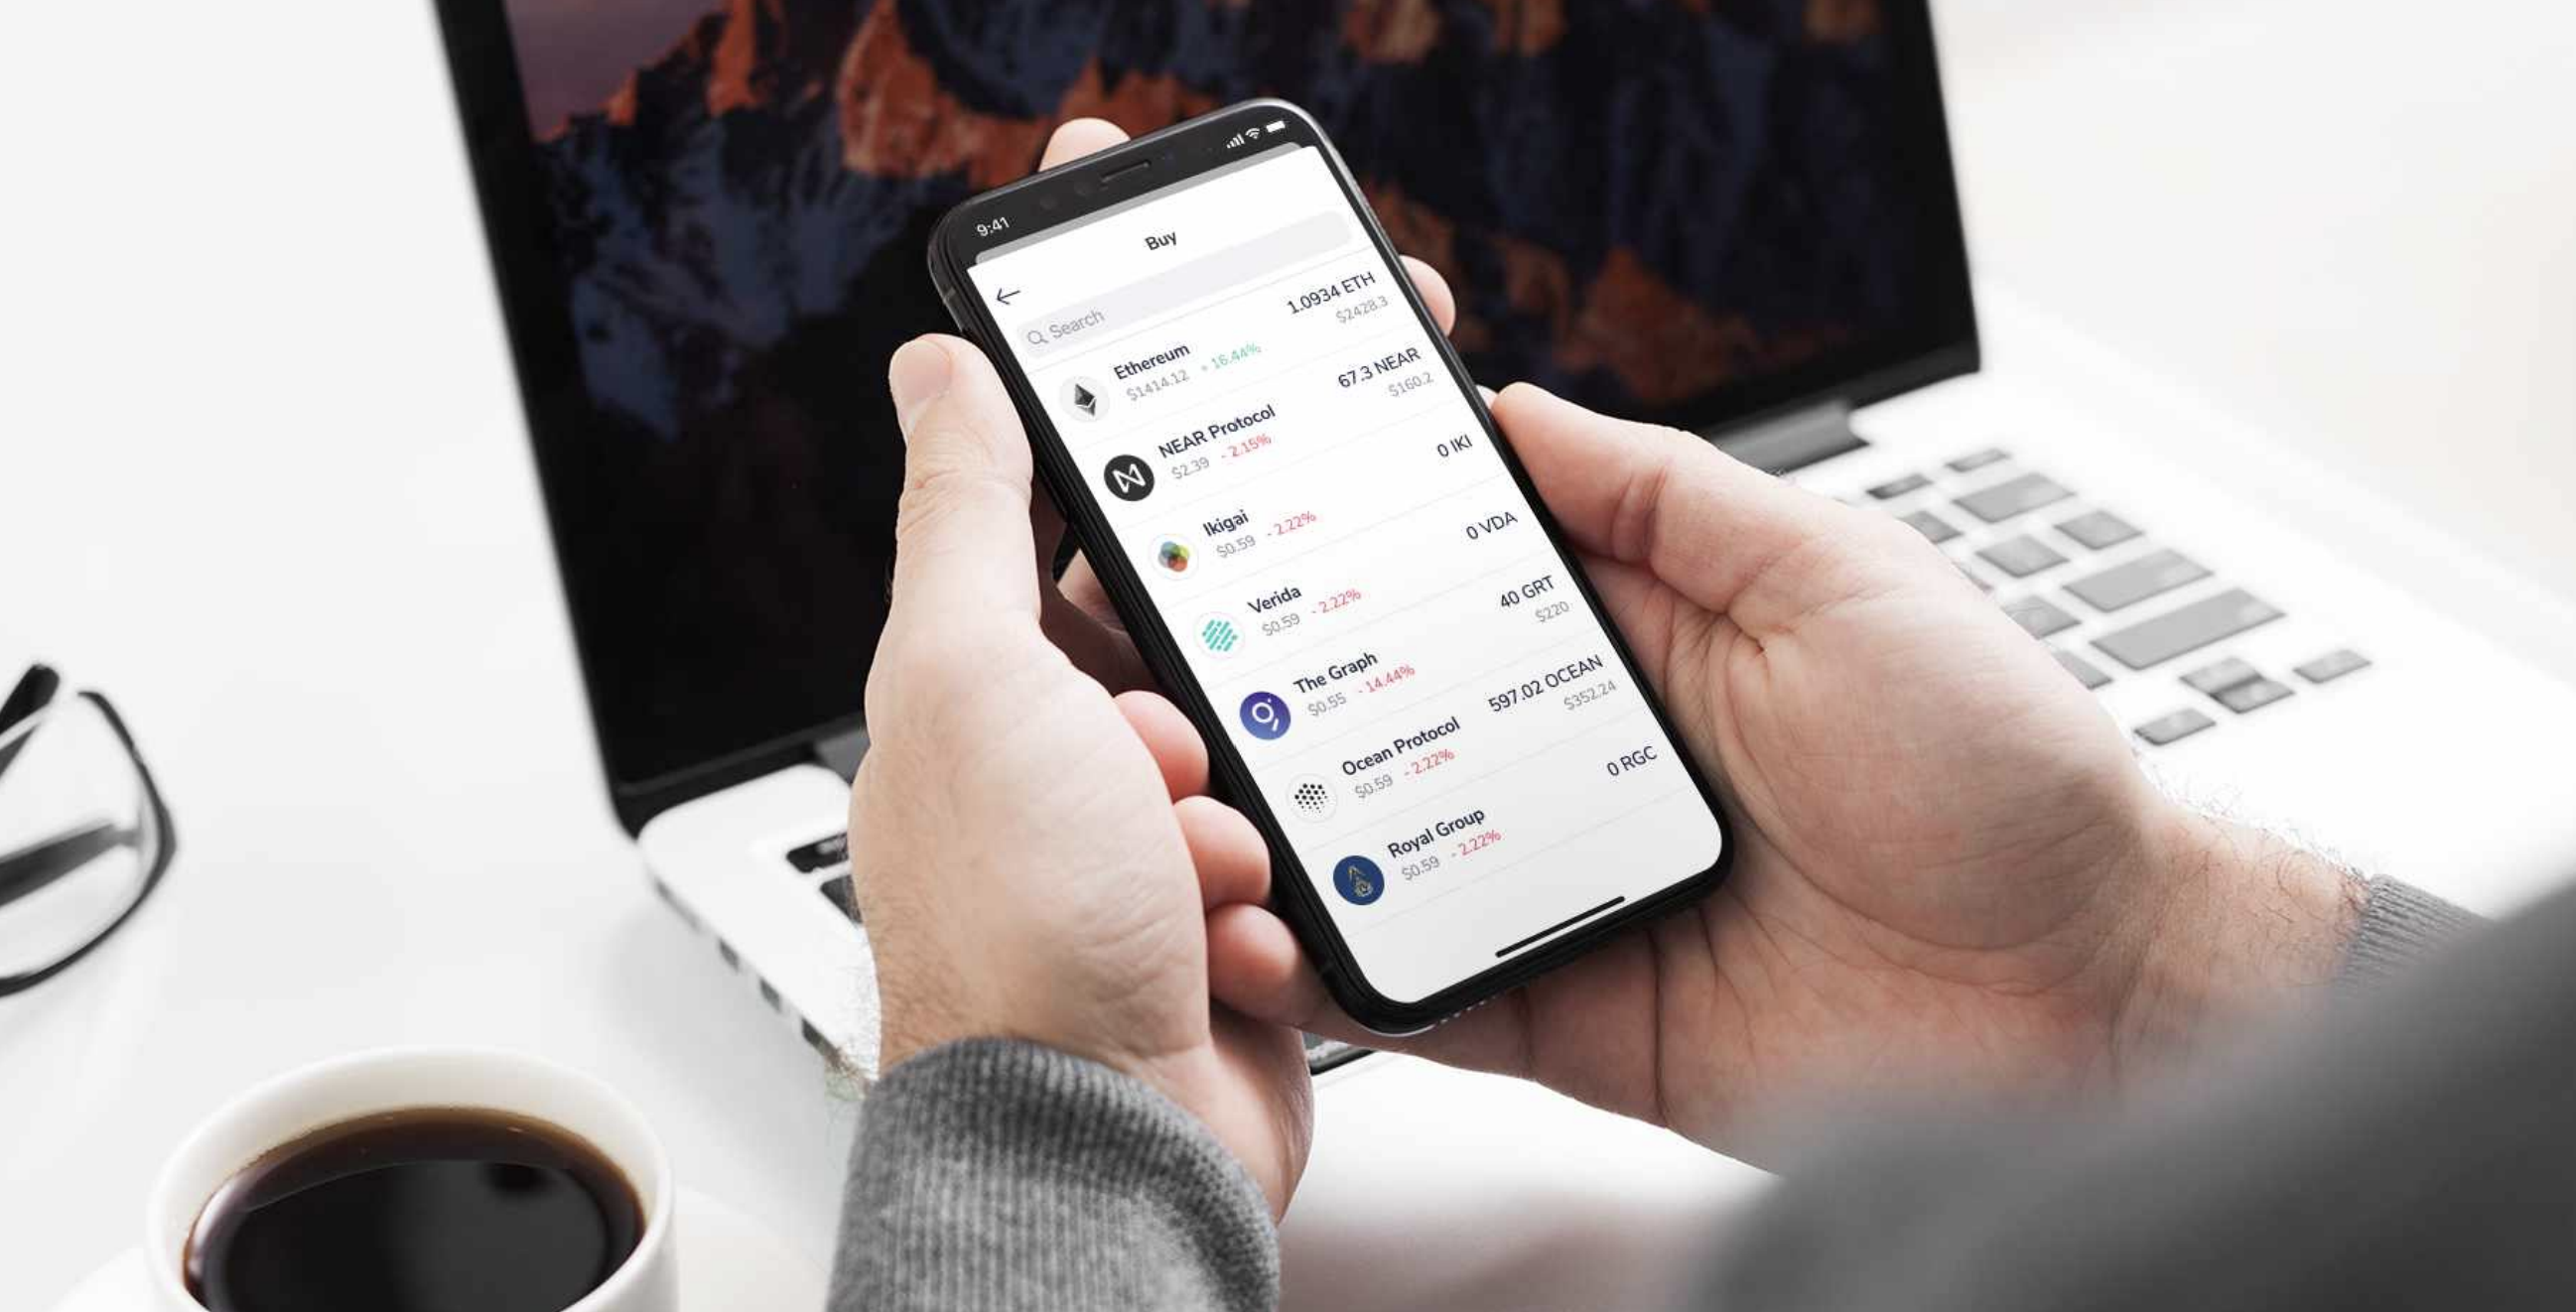 9:41
Buy
Search
Ethereum 1.0934 ETH
$1414.12 + 16.44% $2428.3
NEAR Protocol 67.3 NEAR
$2.39 - 2.15% $160.2
Ikigai 0 IKI
$0.59 - 2.22%
Verida 0 VDA
$0.59 - 2.22%
The Graph 40 GRT
$0.55 - 14.44% $220
Ocean Protocol 597.02 OCEAN
$0.59 - 2.22% $352.24
Royal Group 0 RGC
$0.59 - 2.22%